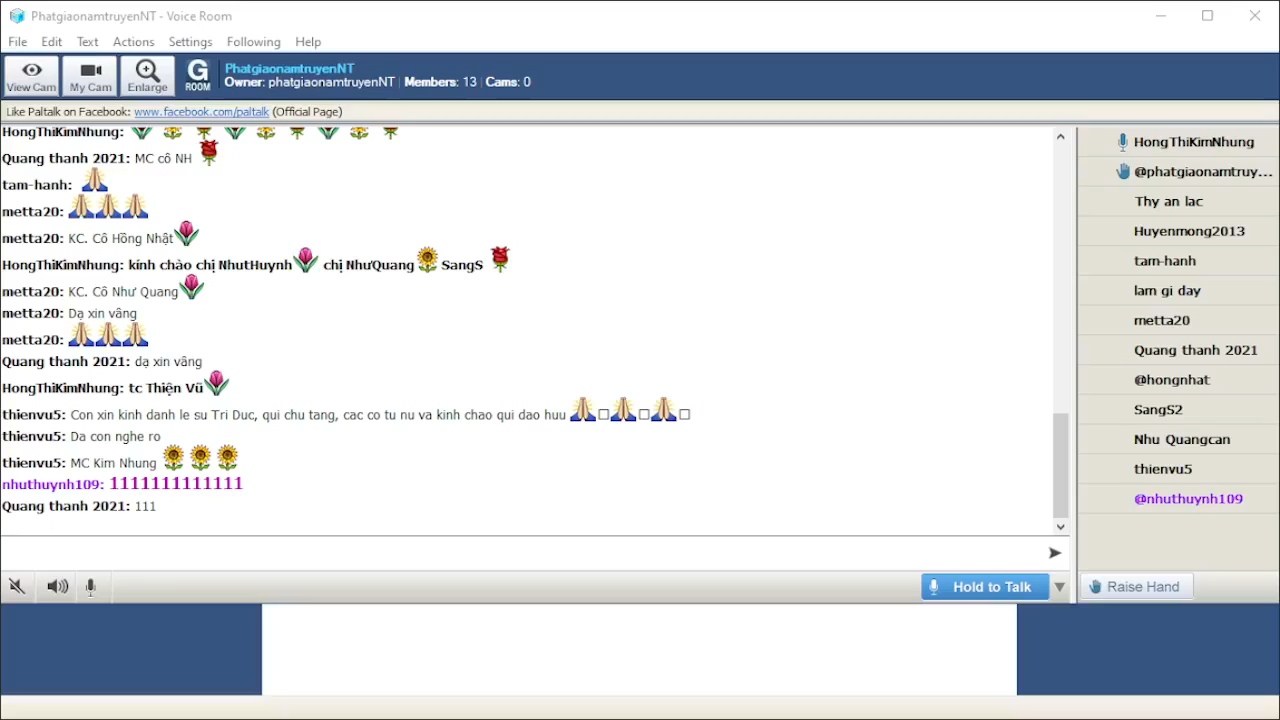 PhatgiaonamtruyenNT - Voice Room
File Edit Text Actions Settings Following Help
View Cam My Cam Enlarge G ROOM
PhatgiaonamtruyenNT
Owner: phatgiaonamtruyenNT | Members: 13 | Cams: 0
Like Paltalk on Facebook: www.facebook.com/paltalk (Official Page)
HongThiKimNhung:
Quang thanh 2021: MC cô NH
tam-hanh:
metta20:
metta20: KC. Cô Hồng Nhật
HongThiKimNhung: kính chào chị NhutHuynh chị NhưQuang SangS
metta20: KC. Cô Như Quang
metta20: Dạ xin vâng
metta20:
Quang thanh 2021: dạ xin vâng
HongThiKimNhung: tc Thiện Vũ
thienvu5: Con xin kinh danh le su Tri Duc, qui chu tang, cac co tu nu va kinh chao qui dao huu
thienvu5: Da con nghe ro
thienvu5: MC Kim Nhung
nhuthuynh109: 1111111111111
Quang thanh 2021: 111
HongThiKimNhung
@phatgiaonamtruy...
Thy an lac
Huyenmong2013
tam-hanh
lam gi day
metta20
Quang thanh 2021
@hongnhat
SangS2
Nhu Quangcan
thienvu5
@nhuthuynh109
Hold to Talk
Raise Hand